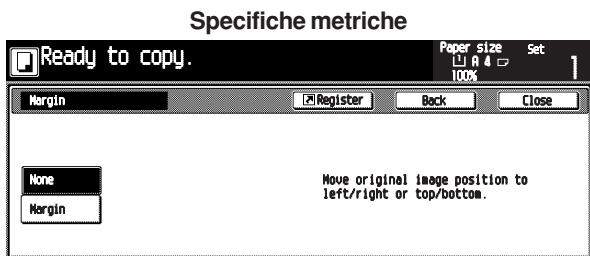 Specifiche metriche
Ready to copy.
Paper size
A4
100%
Set
1
Margin
Register
Back
Close
None
Margin
Move original image position to
left/right or top/bottom.